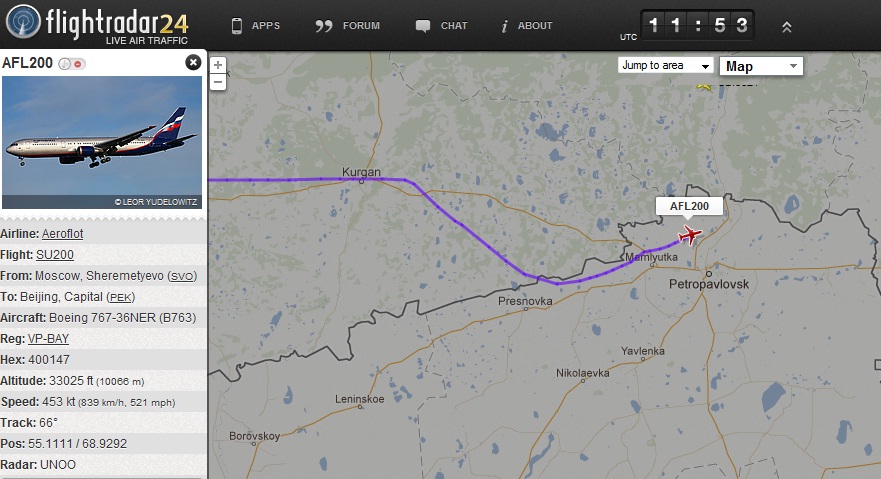 flightradar24
LIVE AIR TRAFFIC
APPS
FORUM
CHAT
i ABOUT
UTC 11:53
AFL200
© LEOR YUDELOWITZ
Airline: Aeroflot
Flight: SU200
From: Moscow, Sheremetyevo (SVO)
To: Beijing, Capital (PEK)
Aircraft: Boeing 767-36NER (B763)
Reg: VP-BAY
Hex: 400147
Altitude: 33025 ft (10066 m)
Speed: 453 kt (839 km/h, 521 mph)
Track: 66°
Pos: 55.1111 / 68.9292
Radar: UNOO
+
−
Jump to area
Map
Kurgan
AFL200
Mamlyutka
Petropavlovsk
Presnovka
Yavlenka
Nikolaevka
Leninskoe
Borovskoy